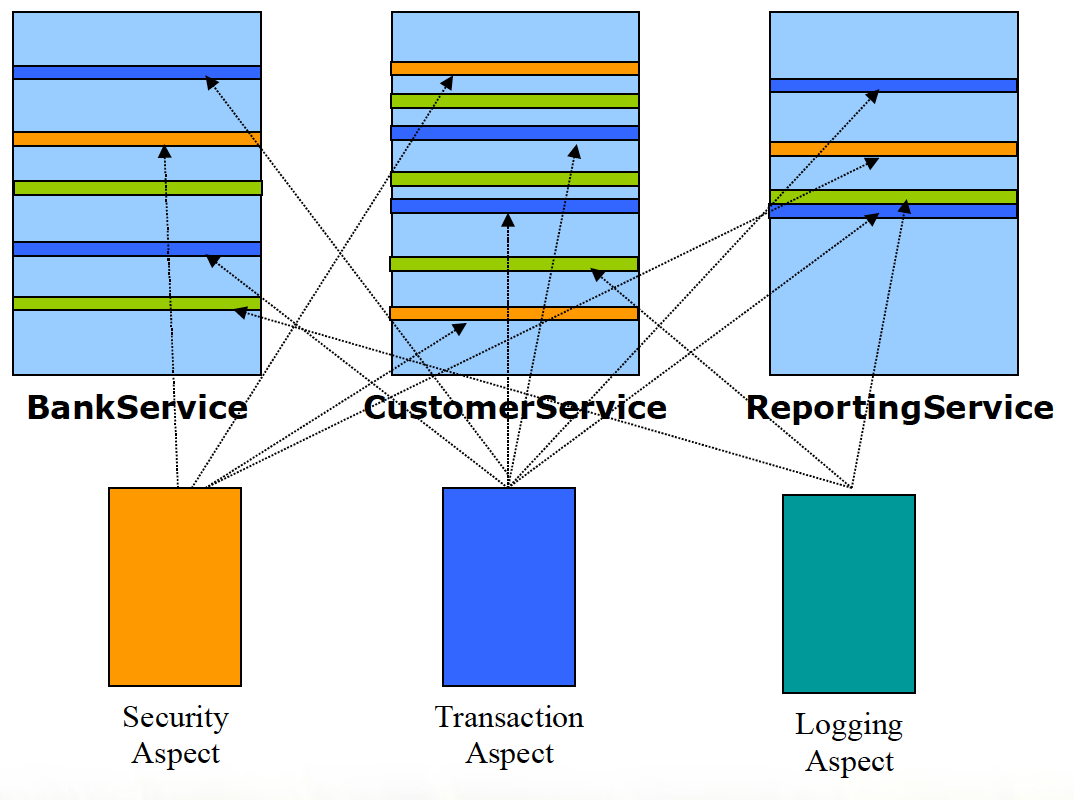 BankService
CustomerService
ReportingService
Security
Aspect
Transaction
Aspect
Logging
Aspect